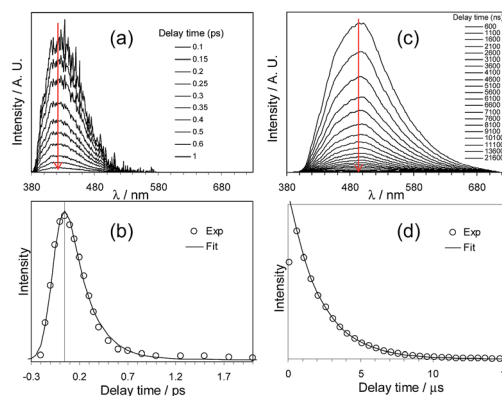 (a)
Delay time (ps)
0.1
0.15
0.2
0.25
0.3
0.35
0.4
0.5
0.6
1
Intensity / A. U.
380 480 580 680
λ / nm
(c)
Delay time (ns)
600
1100
1600
2100
2600
3600
4100
4600
5100
5600
6100
6600
7100
7600
8100
9100
10100
11100
13600
21600
Intensity / A. U.
380 480 580 680
λ / nm
(b)
Exp
Fit
Intensity
-0.3 0.2 0.7 1.2 1.7
Delay time / ps
(d)
Exp
Fit
Intensity
0 5 10
Delay time / µs